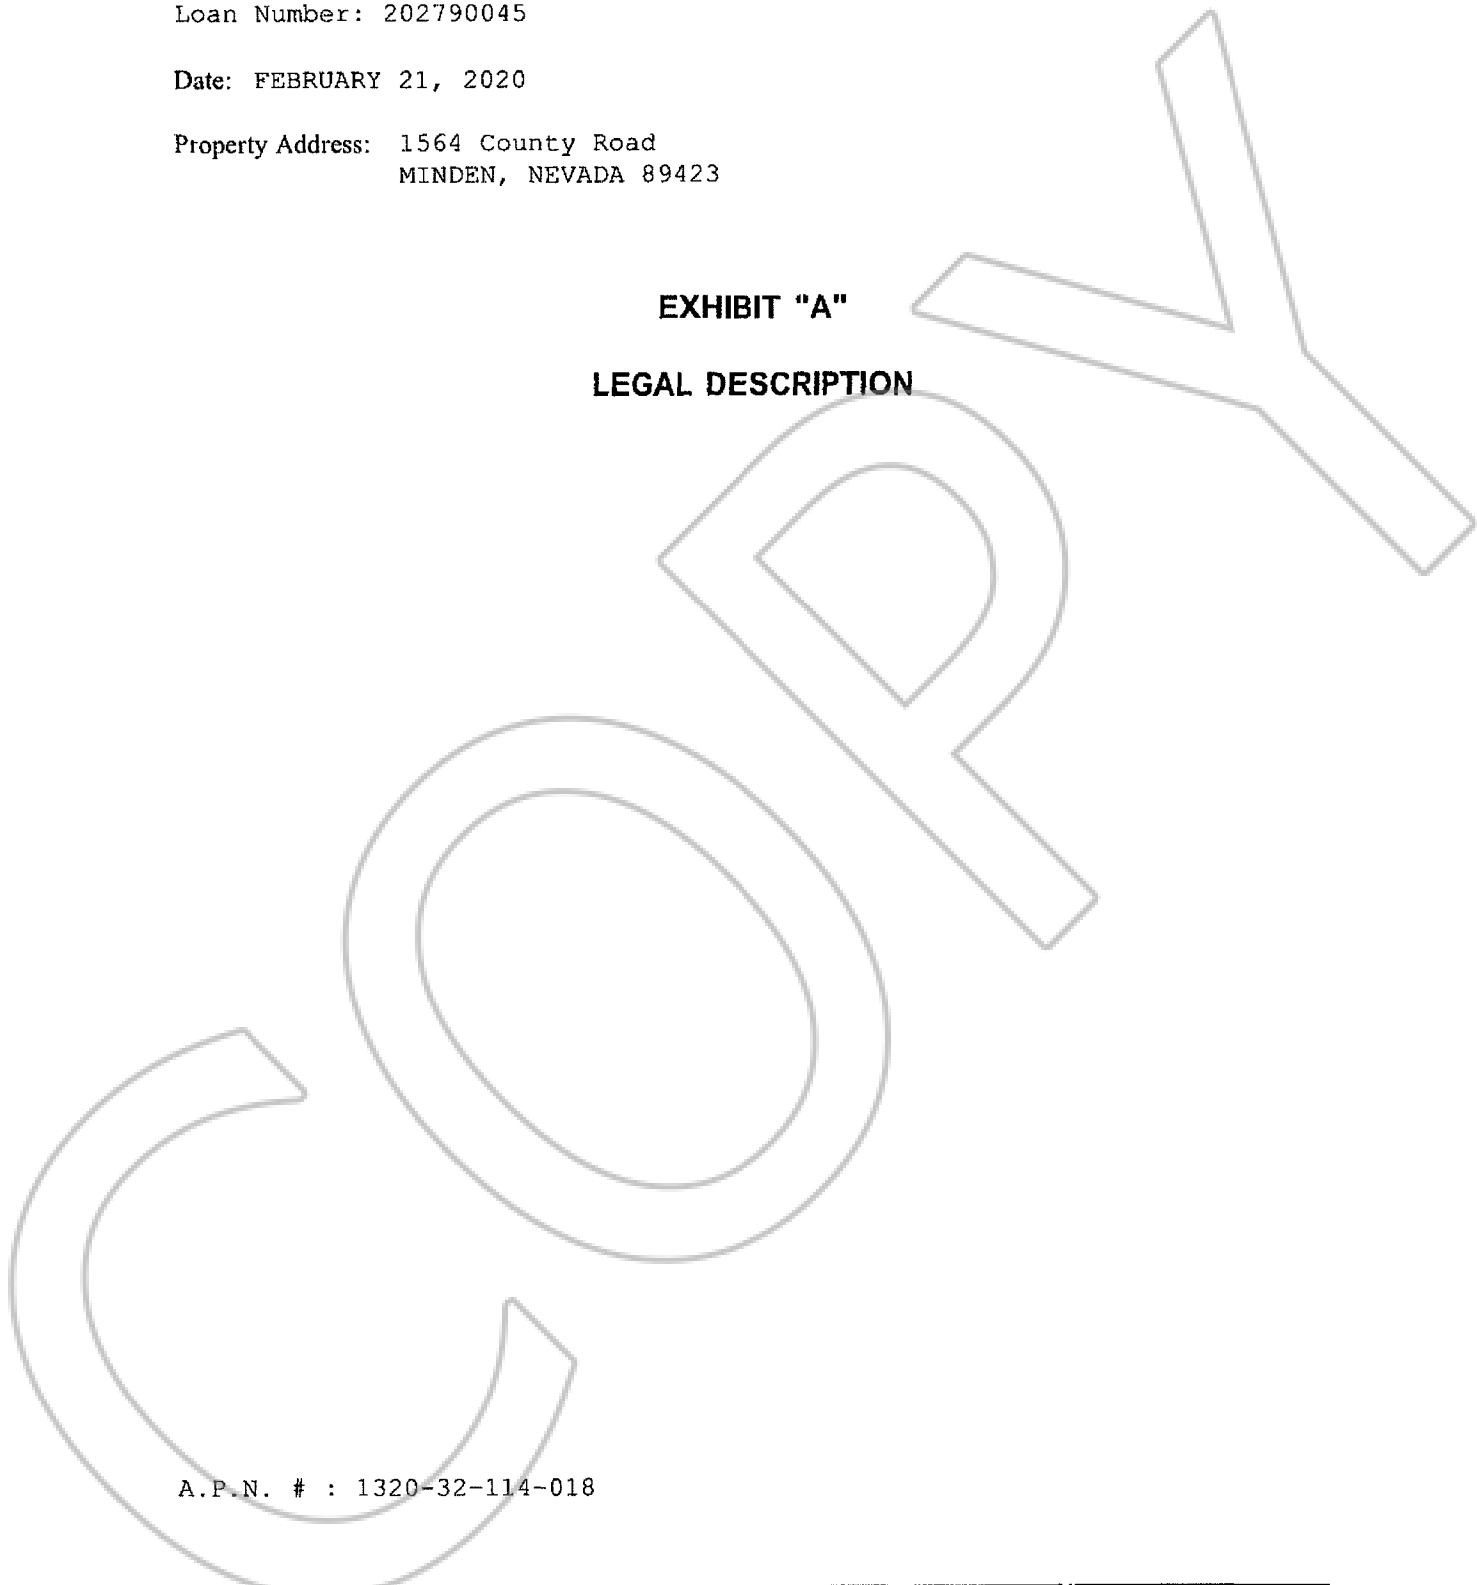 Loan Number: 202790045
Date: FEBRUARY 21, 2020
Property Address: 1564 County Road
MINDEN, NEVADA 89423
EXHIBIT "A"
LEGAL DESCRIPTION
COPY
A.P.N. # : 1320-32-114-018